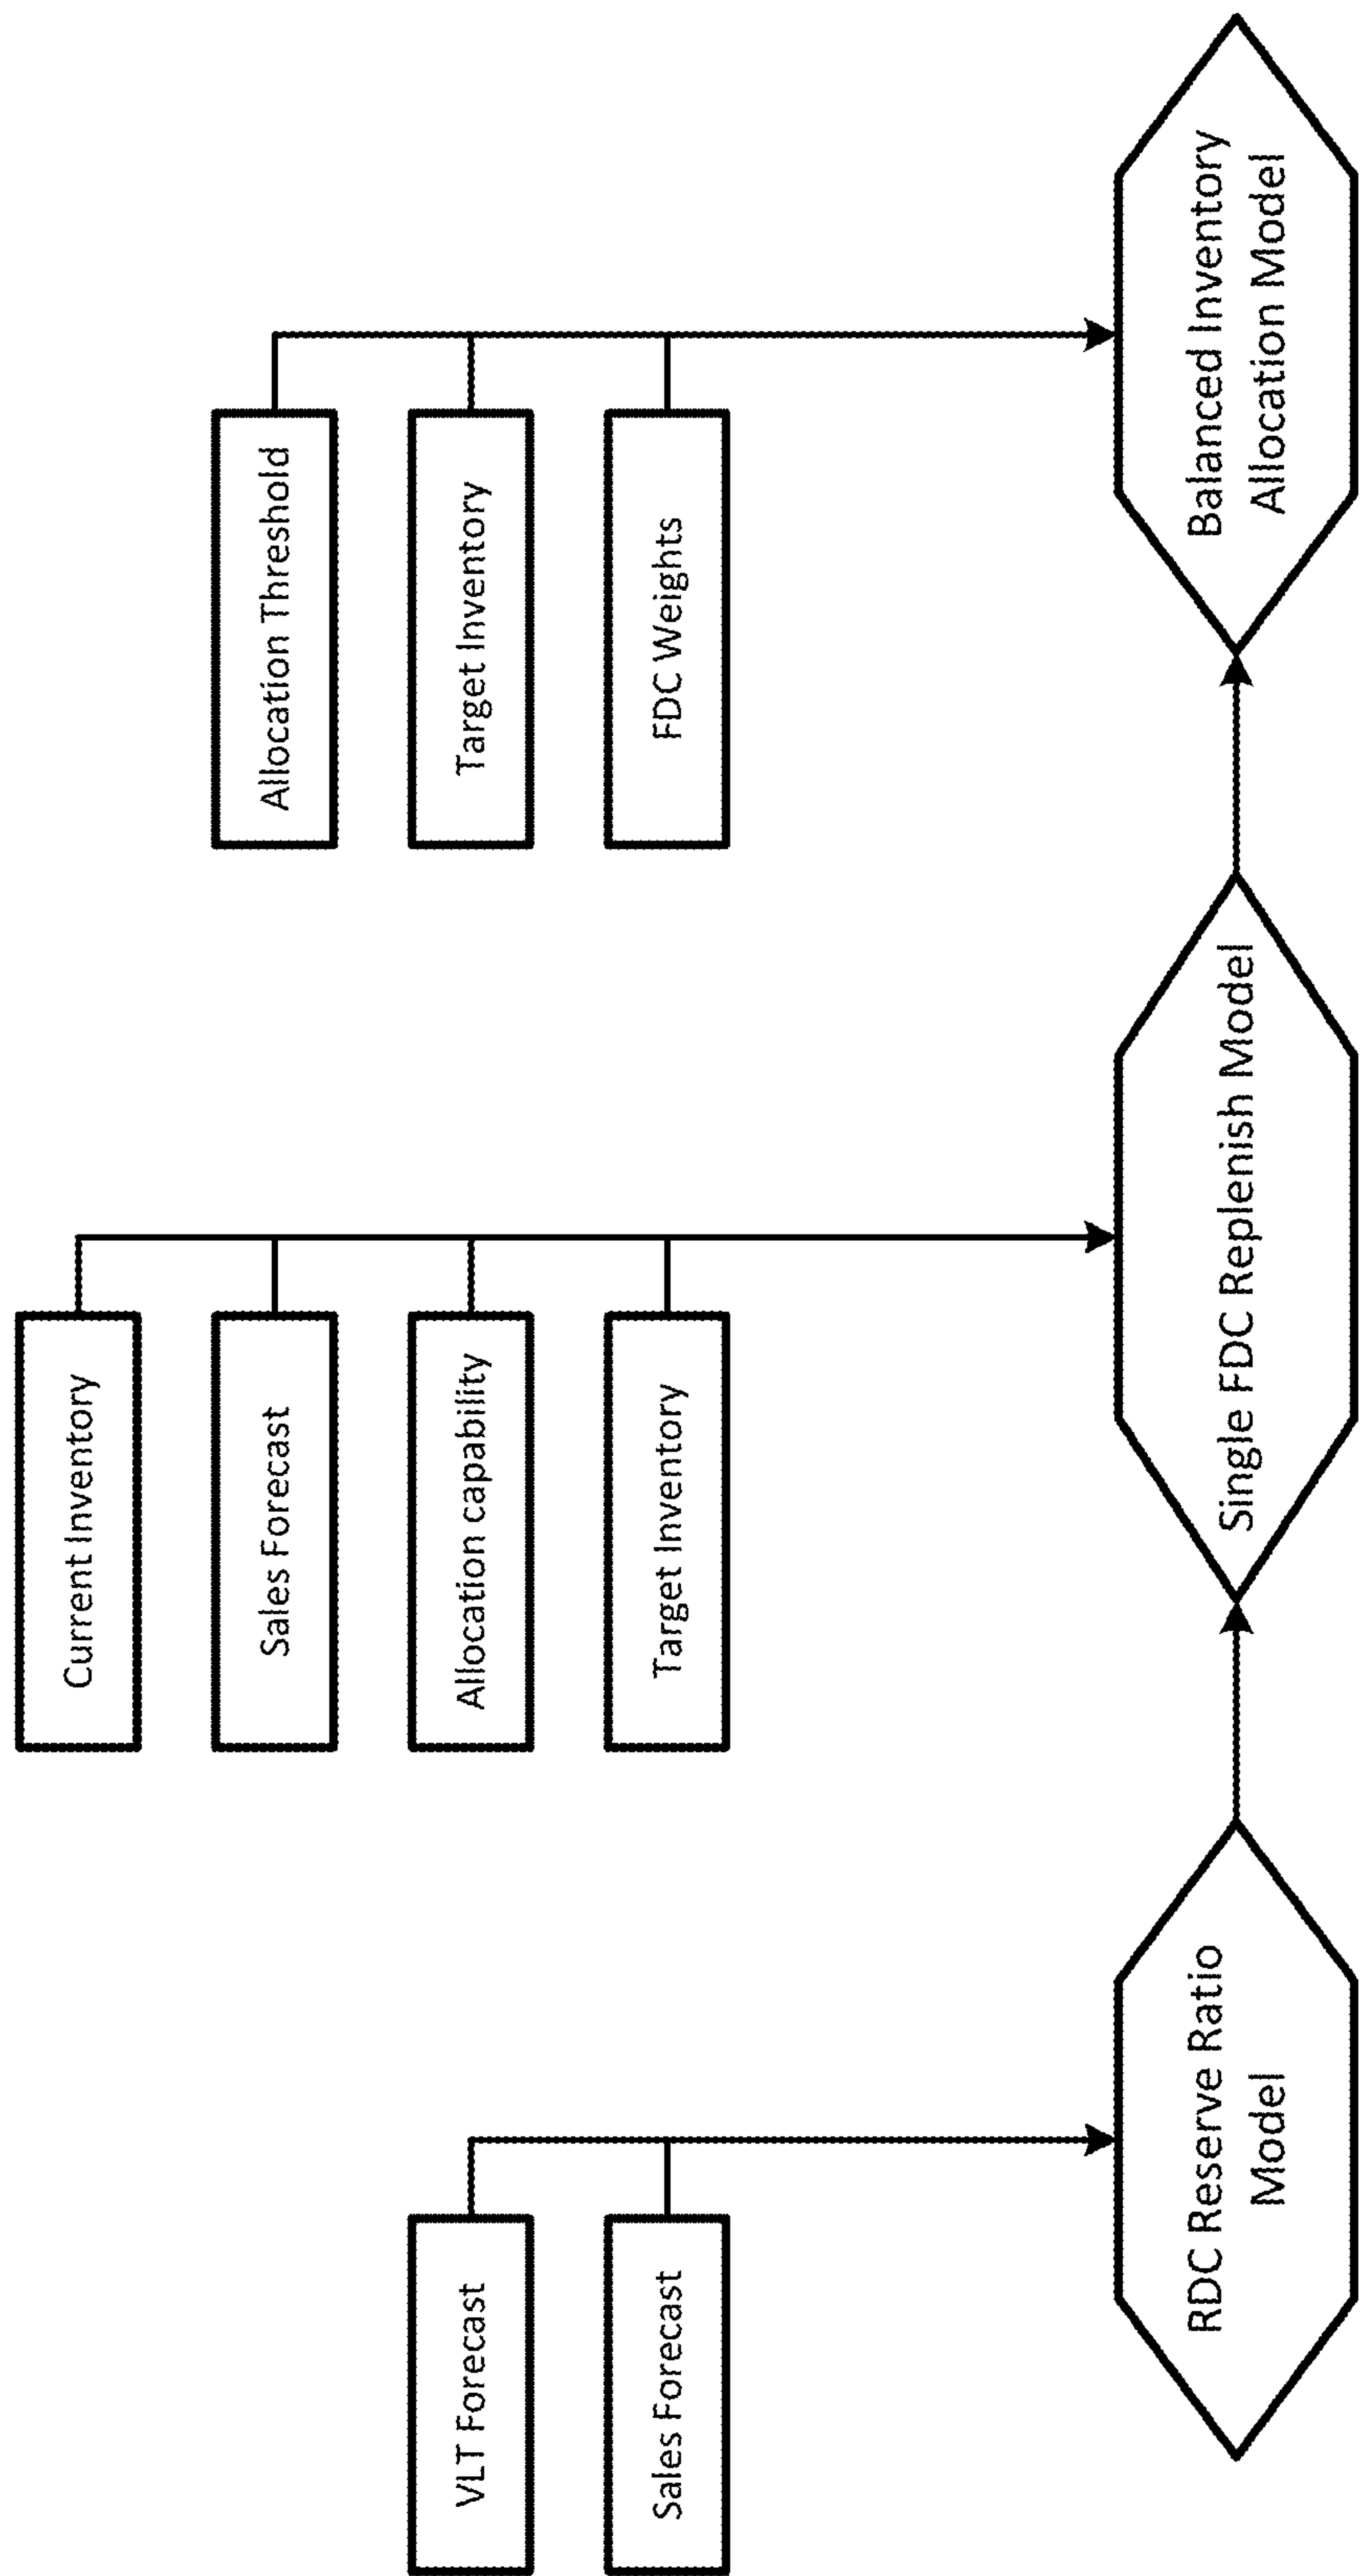 VLT Forecast
Sales Forecast
RDC Reserve Ratio
Model
Current Inventory
Sales Forecast
Allocation capability
Target Inventory
Single FDC Replenish Model
Allocation Threshold
Target Inventory
FDC Weights
Balanced Inventory
Allocation Model